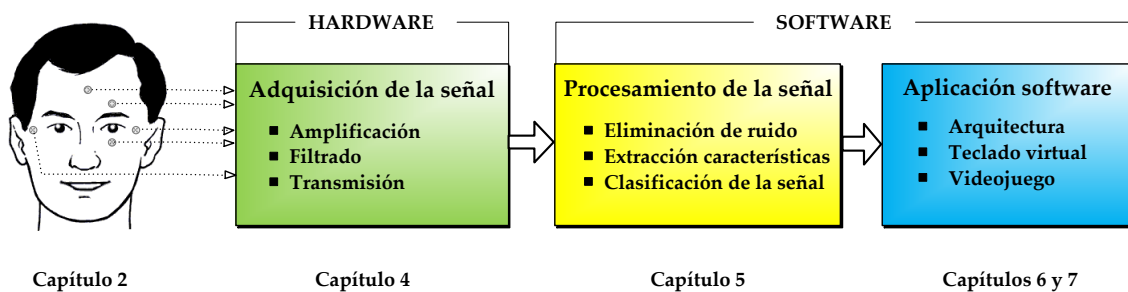 HARDWARE
SOFTWARE
Adquisición de la señal
Amplificación
Filtrado
Transmisión
Procesamiento de la señal
Eliminación de ruido
Extracción características
Clasificación de la señal
Aplicación software
Arquitectura
Teclado virtual
Videojuego
Capítulo 2
Capítulo 4
Capítulo 5
Capítulos 6 y 7